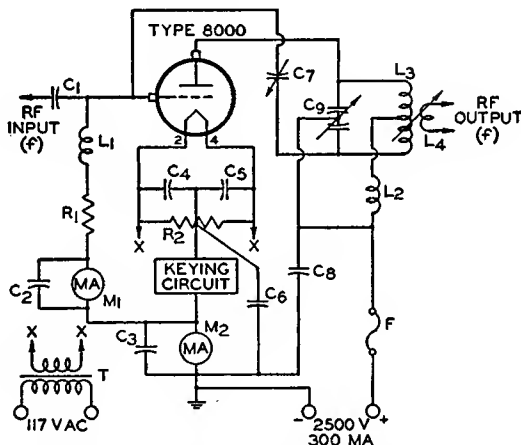 TYPE 8000
C1
C7
L3
RF
INPUT
(f)
C9
RF
OUTPUT
(f)
L1
2
4
L4
C4
C5
L2
R1
R2
X
X
C8
KEYING
CIRCUIT
C2
MA
M1
C6
X
X
C3
M2
MA
F
T
117 V AC
-
+
2500 V
300 MA